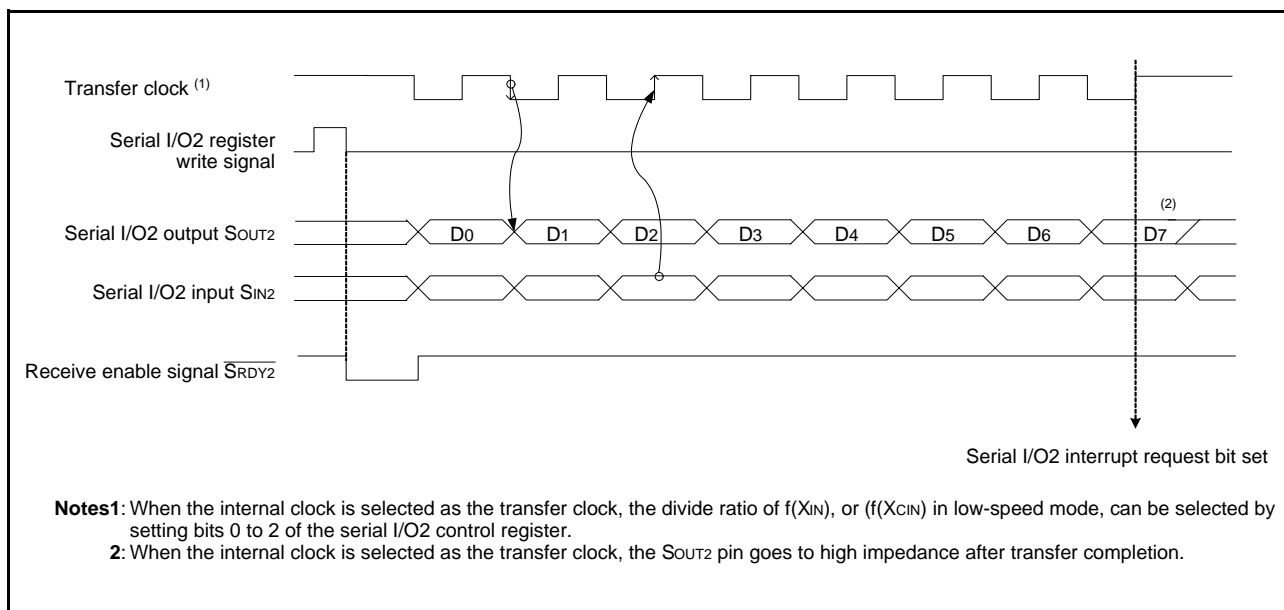 Transfer clock (1)
Serial I/O2 register
write signal
(2)
Serial I/O2 output SOUT2
D0 D1 D2 D3 D4 D5 D6 D7
Serial I/O2 input SIN2
Receive enable signal SRDY2
Serial I/O2 interrupt request bit set
Notes1: When the internal clock is selected as the transfer clock, the divide ratio of f(XIN), or (f(XCIN) in low-speed mode, can be selected by
setting bits 0 to 2 of the serial I/O2 control register.
2: When the internal clock is selected as the transfer clock, the SOUT2 pin goes to high impedance after transfer completion.